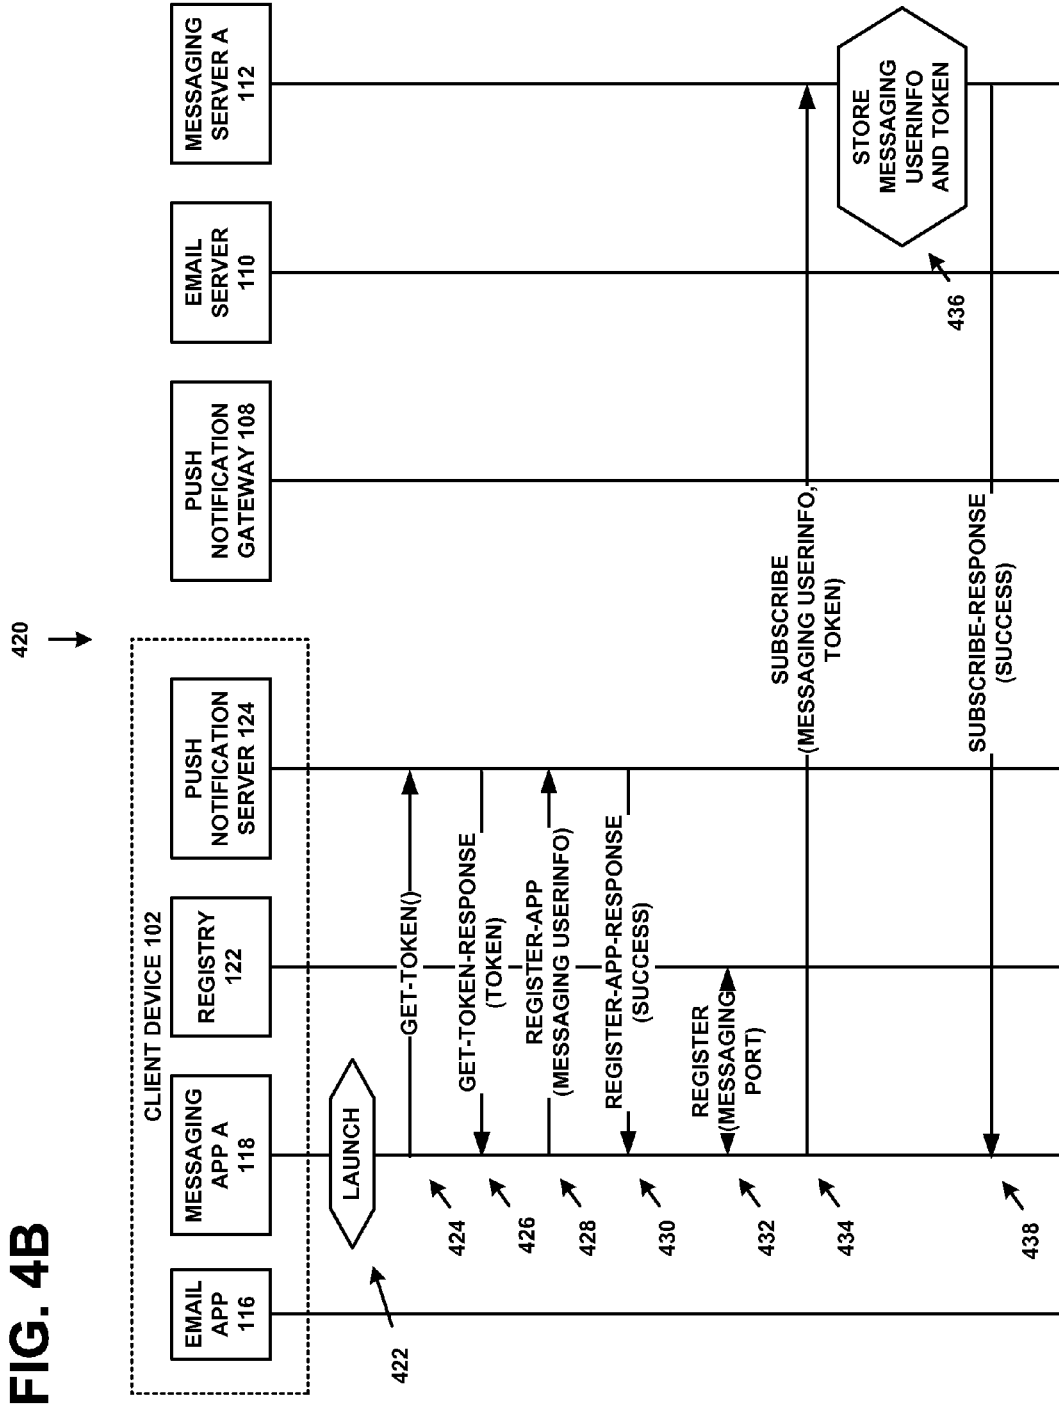 FIG. 4B
420
CLIENT DEVICE 102
EMAIL
APP
116
MESSAGING
APP A
118
REGISTRY
122
PUSH
NOTIFICATION
SERVER 124
PUSH
NOTIFICATION
GATEWAY 108
EMAIL
SERVER
110
MESSAGING
SERVER A
112
422
LAUNCH
424
GET-TOKEN()
426
GET-TOKEN-RESPONSE
(TOKEN)
428
REGISTER-APP
(MESSAGING USERINFO)
430
REGISTER-APP-RESPONSE
(SUCCESS)
432
REGISTER
(MESSAGING
PORT)
434
SUBSCRIBE
(MESSAGING USERINFO,
TOKEN)
436
STORE
MESSAGING
USERINFO
AND TOKEN
438
SUBSCRIBE-RESPONSE
(SUCCESS)